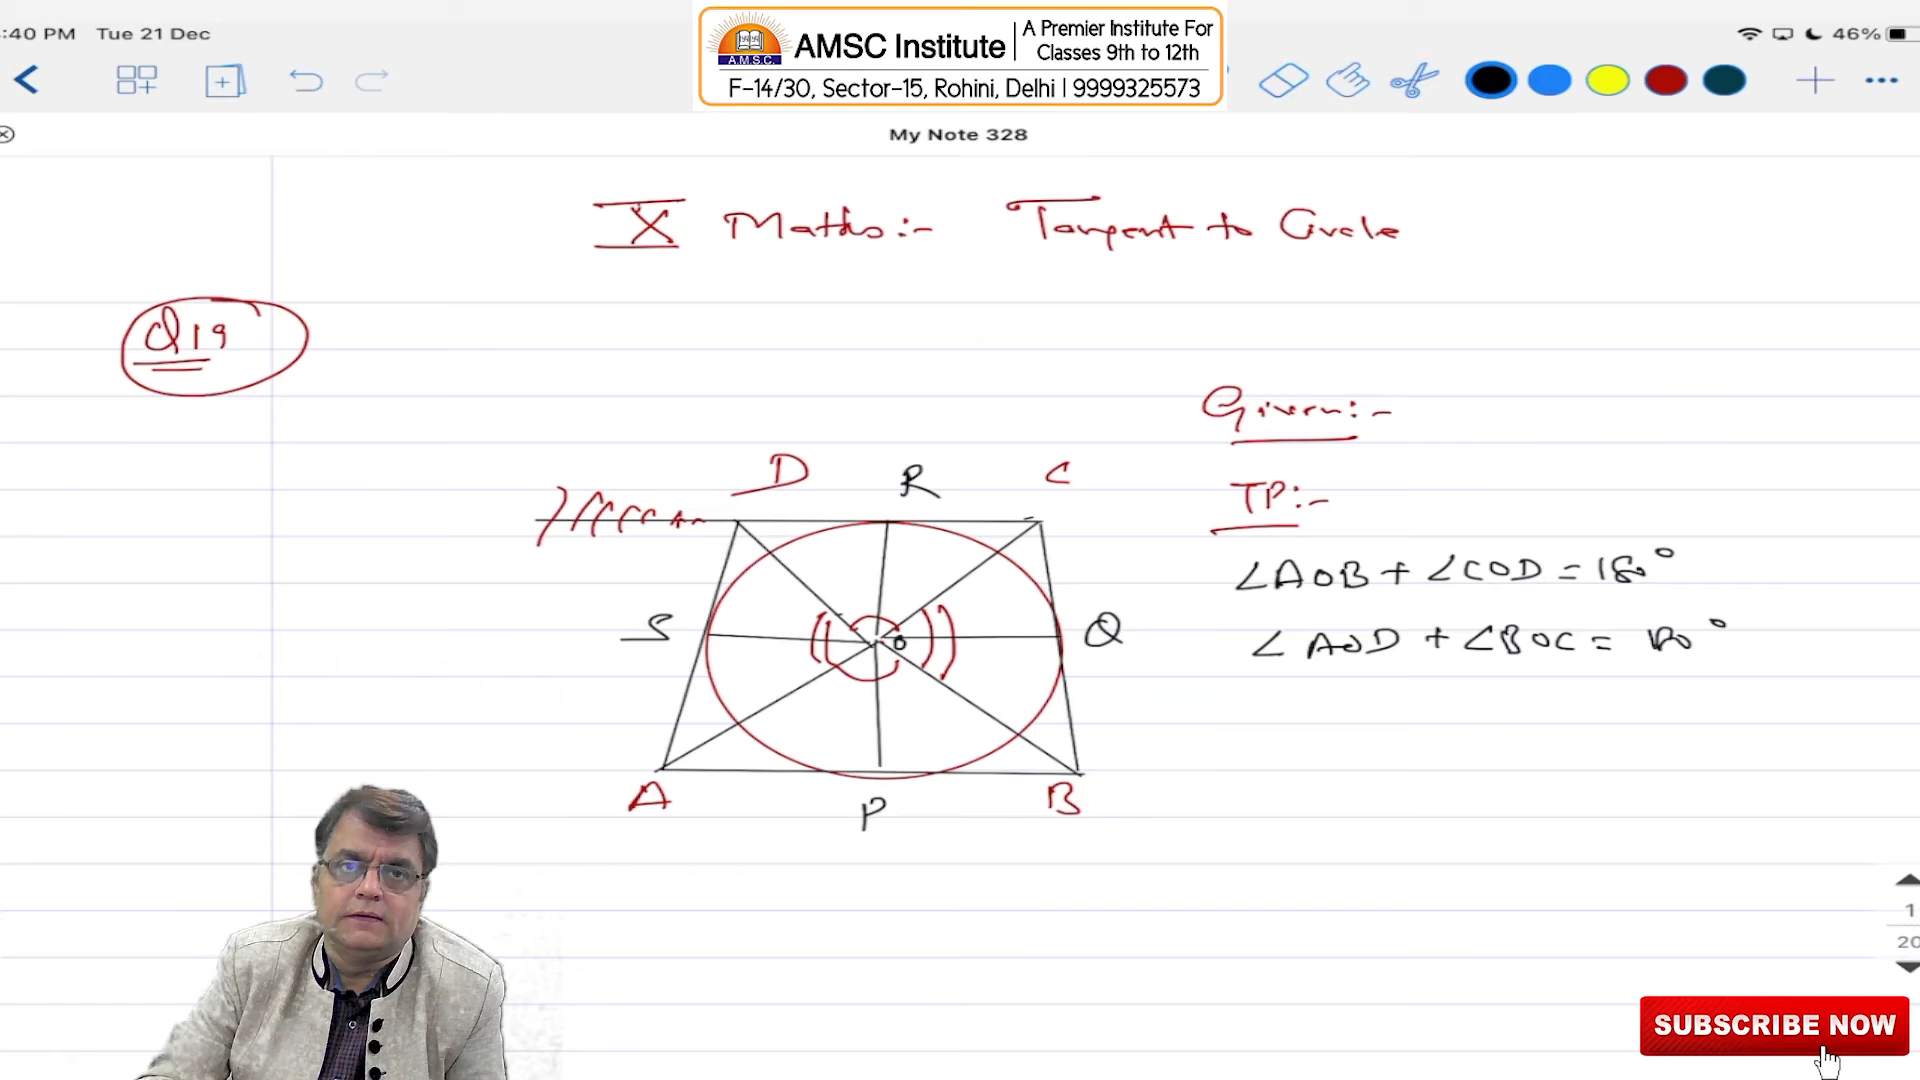 :40 PM Tue 21 Dec
46%
A.M.S.C.
AMSC Institute
A Premier Institute For
Classes 9th to 12th
F-14/30, Sector-15, Rohini, Delhi | 9999325573
My Note 328
X Maths:- Tangent to Circle
Q19
Given:-
TP:-
∠AOB + ∠COD = 180°
∠AOD + ∠BOC = 180°
D R C
S O Q
A P B
1
20
SUBSCRIBE NOW